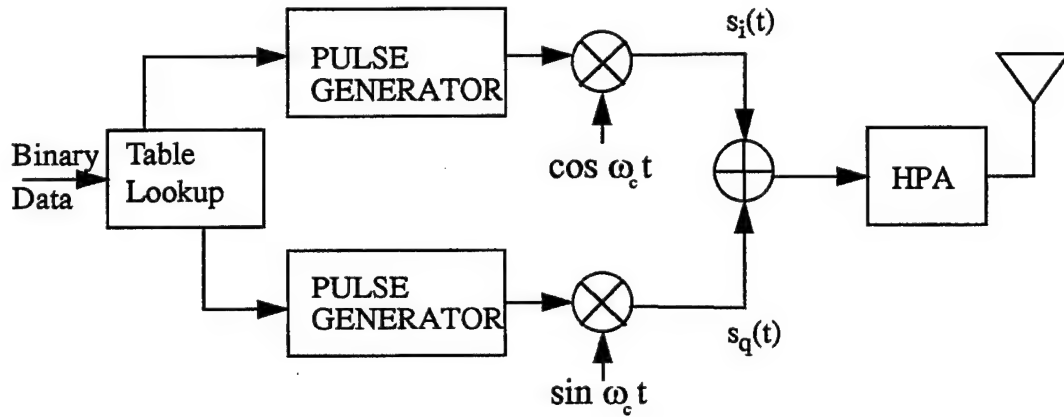 s_i(t)
PULSE
GENERATOR
cos ω_c t
Binary
Data
Table
Lookup
HPA
PULSE
GENERATOR
s_q(t)
sin ω_c t